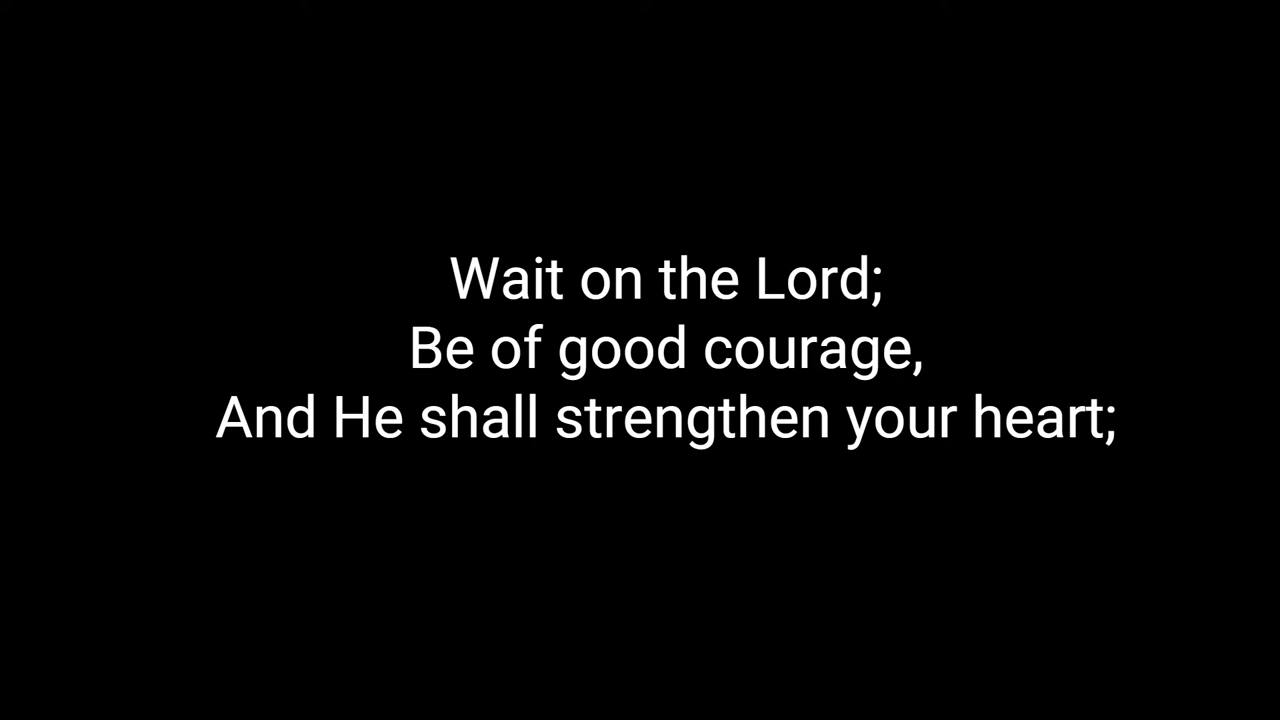 Wait on the Lord;
Be of good courage,
And He shall strengthen your heart;